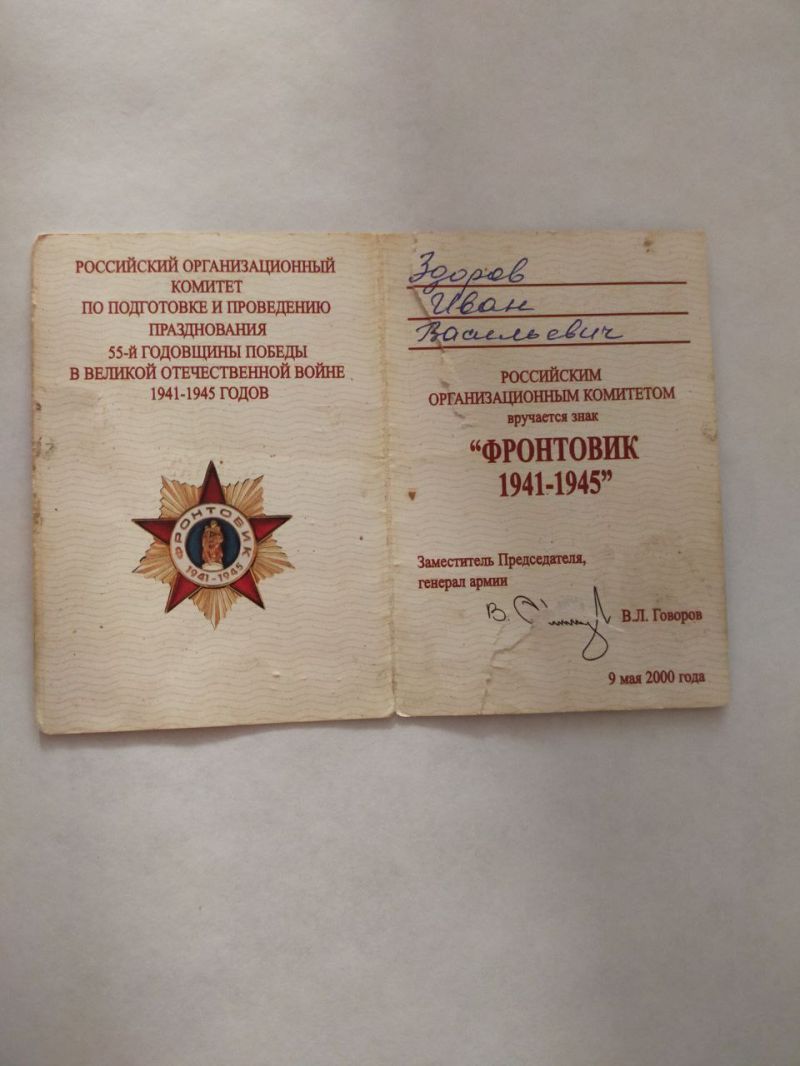 РОССИЙСКИЙ ОРГАНИЗАЦИОННЫЙ
КОМИТЕТ
ПО ПОДГОТОВКЕ И ПРОВЕДЕНИЮ
ПРАЗДНОВАНИЯ
55-й ГОДОВЩИНЫ ПОБЕДЫ
В ВЕЛИКОЙ ОТЕЧЕСТВЕННОЙ ВОЙНЕ
1941-1945 ГОДОВ
ФРОНТОВИК
1941-1945
Здоров
Иван
Васильевич
РОССИЙСКИМ
ОРГАНИЗАЦИОННЫМ КОМИТЕТОМ
вручается знак
“ФРОНТОВИК
1941-1945”
Заместитель Председателя,
генерал армии
В.Л. Говоров
9 мая 2000 года